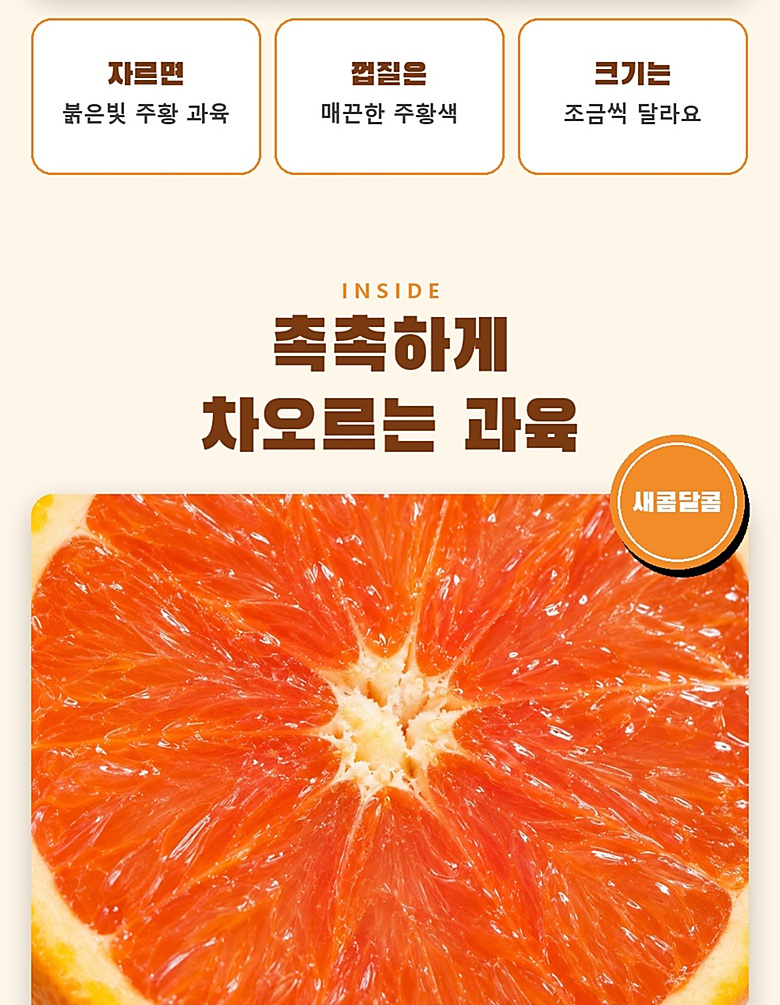 자르면
붉은빛 주황 과육
껍질은
매끈한 주황색
크기는
조금씩 달라요
INSIDE
촉촉하게
차오르는 과육
새콤달콤